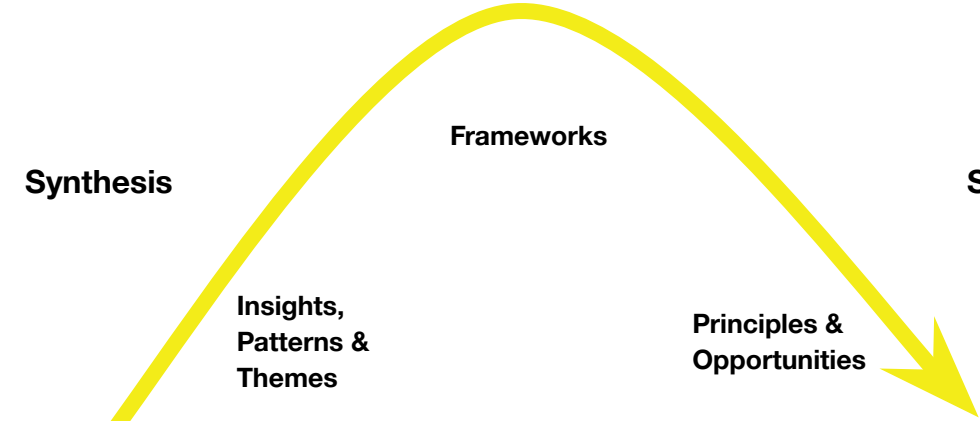 Frameworks
Synthesis
S
Insights,
Patterns &
Themes
Principles &
Opportunities